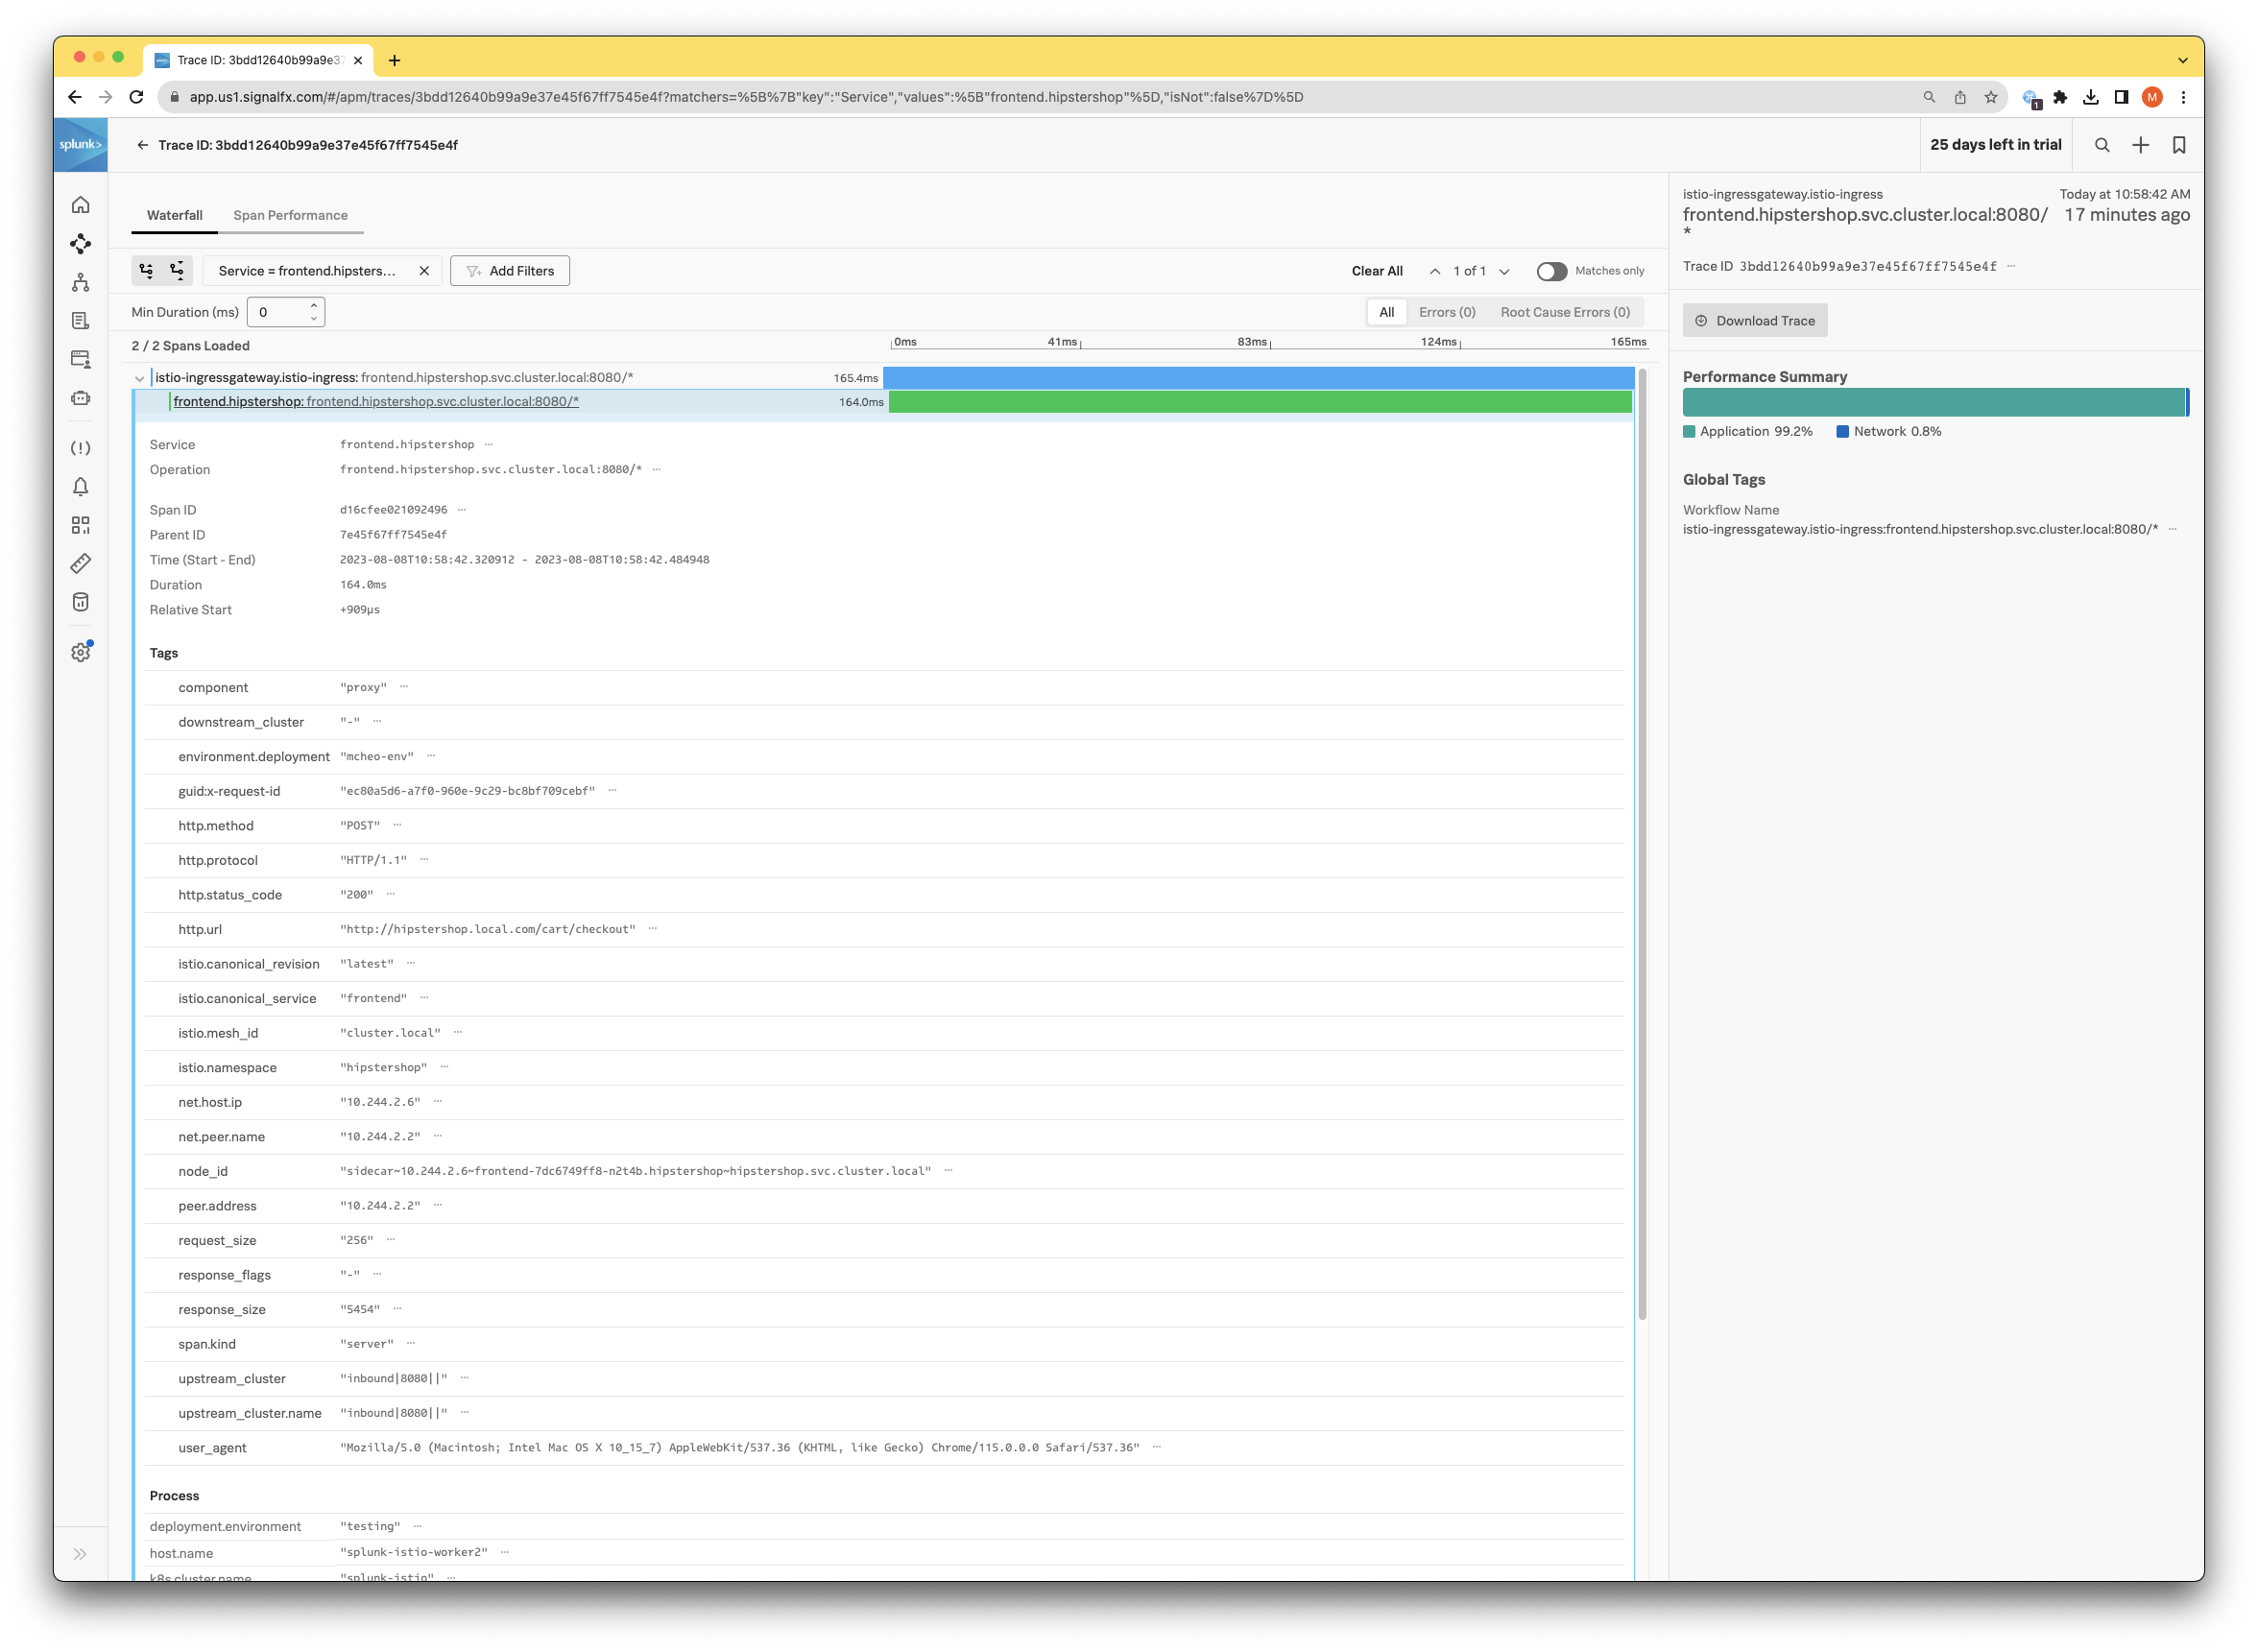 Trace ID: 3bdd12640b99a9e37
app.us1.signalfx.com/#/apm/traces/3bdd12640b99a9e37e45f67ff7545e4f?matchers=%5B%7B"key":"Service","values":%5B"frontend.hipstershop"%5D,"isNot":false%7D%5D
1
M
splunk>
Trace ID: 3bdd12640b99a9e37e45f67ff7545e4f
25 days left in trial
Waterfall
Span Performance
Service = frontend.hipsters...
Add Filters
Clear All
1 of 1
Matches only
Min Duration (ms)
0
All
Errors (0)
Root Cause Errors (0)
2 / 2 Spans Loaded
0ms
41ms
83ms
124ms
165ms
istio-ingressgateway.istio-ingress: frontend.hipstershop.svc.cluster.local:8080/*
165.4ms
frontend.hipstershop: frontend.hipstershop.svc.cluster.local:8080/*
164.0ms
Service frontend.hipstershop ...
Operation frontend.hipstershop.svc.cluster.local:8080/* ...
Span ID d16cfee021092496 ...
Parent ID 7e45f67ff7545e4f
Time (Start - End) 2023-08-08T10:58:42.320912 - 2023-08-08T10:58:42.484948
Duration 164.0ms
Relative Start +909µs
Tags
component "proxy" ...
downstream_cluster "-" ...
environment.deployment "mcheo-env" ...
guid:x-request-id "ec80a5d6-a7f0-960e-9c29-bc8bf709cebf" ...
http.method "POST" ...
http.protocol "HTTP/1.1" ...
http.status_code "200" ...
http.url "http://hipstershop.local.com/cart/checkout" ...
istio.canonical_revision "latest" ...
istio.canonical_service "frontend" ...
istio.mesh_id "cluster.local" ...
istio.namespace "hipstershop" ...
net.host.ip "10.244.2.6" ...
net.peer.name "10.244.2.2" ...
node_id "sidecar~10.244.2.6~frontend-7dc6749ff8-n2t4b.hipstershop~hipstershop.svc.cluster.local" ...
peer.address "10.244.2.2" ...
request_size "256" ...
response_flags "-" ...
response_size "5454" ...
span.kind "server" ...
upstream_cluster "inbound|8080||" ...
upstream_cluster.name "inbound|8080||" ...
user_agent "Mozilla/5.0 (Macintosh; Intel Mac OS X 10_15_7) AppleWebKit/537.36 (KHTML, like Gecko) Chrome/115.0.0.0 Safari/537.36" ...
Process
deployment.environment "testing" ...
host.name "splunk-istio-worker2" ...
k8s.cluster.name "splunk-istio" ...
istio-ingressgateway.istio-ingress
Today at 10:58:42 AM
frontend.hipstershop.svc.cluster.local:8080/
*
17 minutes ago
Trace ID 3bdd12640b99a9e37e45f67ff7545e4f ...
Download Trace
Performance Summary
Application 99.2%
Network 0.8%
Global Tags
Workflow Name
istio-ingressgateway.istio-ingress:frontend.hipstershop.svc.cluster.local:8080/* ...